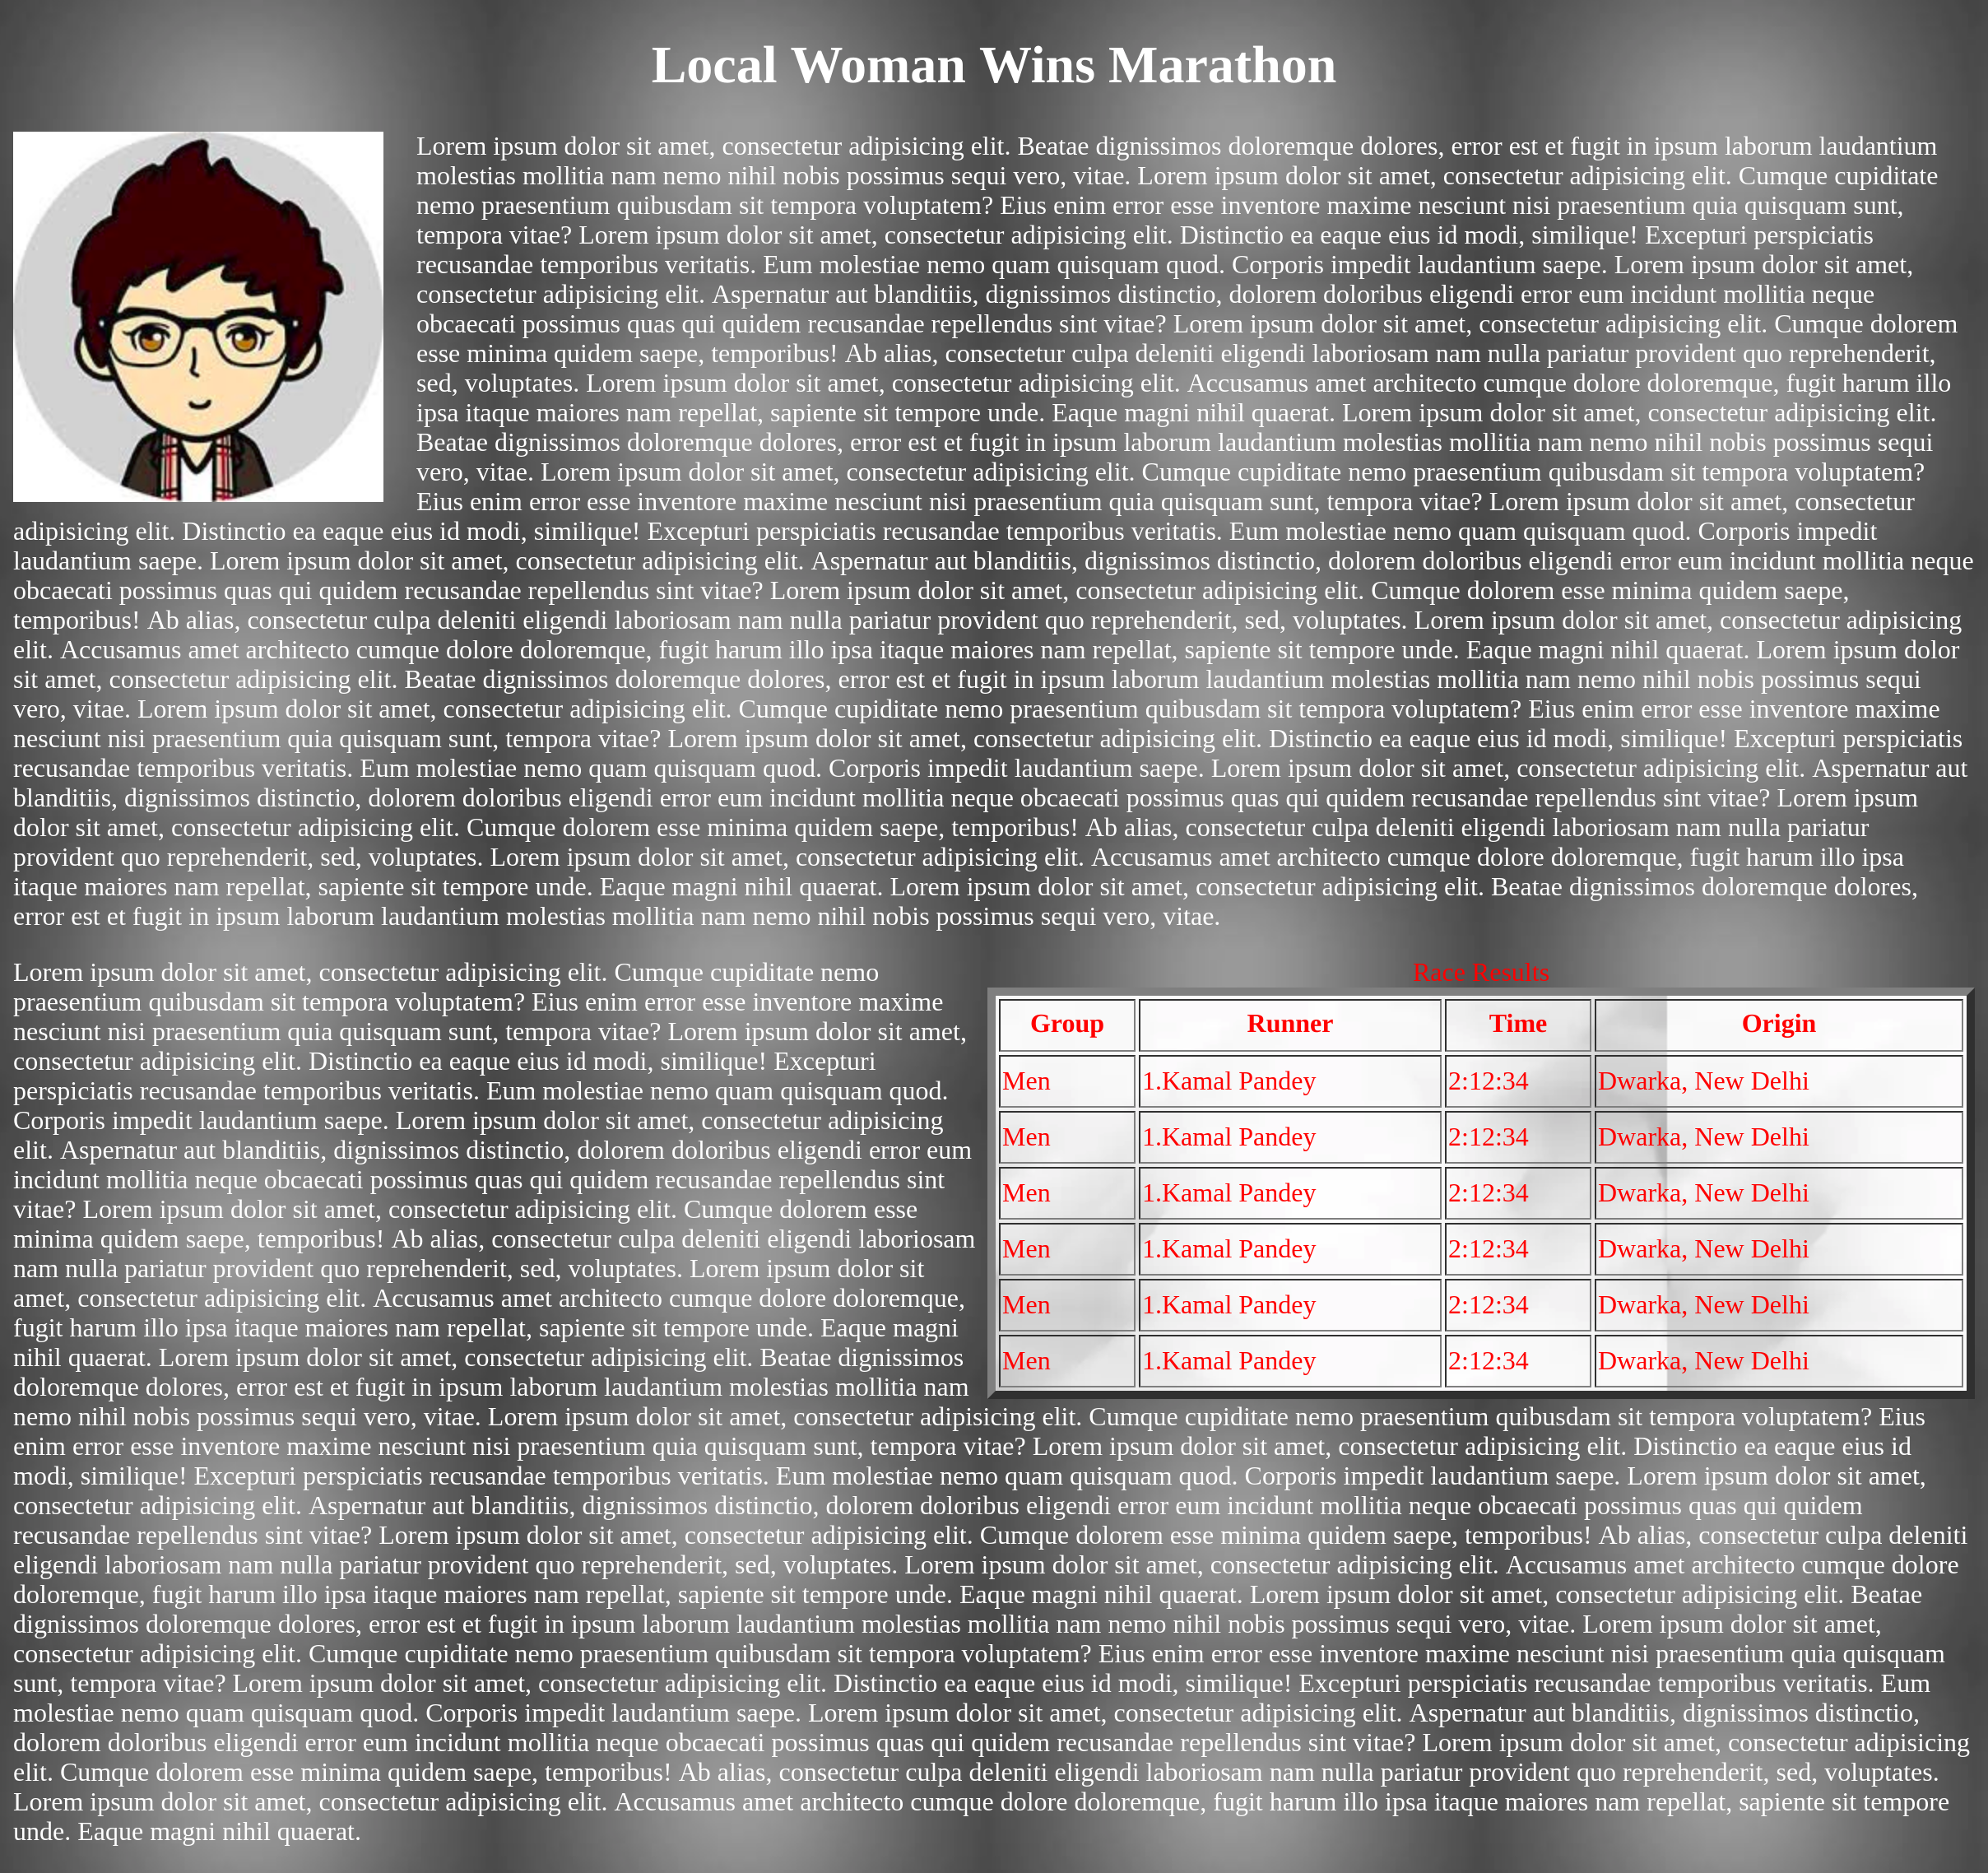 Local Woman Wins Marathon
Lorem ipsum dolor sit amet, consectetur adipisicing elit. Beatae dignissimos doloremque dolores, error est et fugit in ipsum laborum laudantium
molestias mollitia nam nemo nihil nobis possimus sequi vero, vitae. Lorem ipsum dolor sit amet, consectetur adipisicing elit. Cumque cupiditate
nemo praesentium quibusdam sit tempora voluptatem? Eius enim error esse inventore maxime nesciunt nisi praesentium quia quisquam sunt,
tempora vitae? Lorem ipsum dolor sit amet, consectetur adipisicing elit. Distinctio ea eaque eius id modi, similique! Excepturi perspiciatis
recusandae temporibus veritatis. Eum molestiae nemo quam quisquam quod. Corporis impedit laudantium saepe. Lorem ipsum dolor sit amet,
consectetur adipisicing elit. Aspernatur aut blanditiis, dignissimos distinctio, dolorem doloribus eligendi error eum incidunt mollitia neque
obcaecati possimus quas qui quidem recusandae repellendus sint vitae? Lorem ipsum dolor sit amet, consectetur adipisicing elit. Cumque dolorem
esse minima quidem saepe, temporibus! Ab alias, consectetur culpa deleniti eligendi laboriosam nam nulla pariatur provident quo reprehenderit,
sed, voluptates. Lorem ipsum dolor sit amet, consectetur adipisicing elit. Accusamus amet architecto cumque dolore doloremque, fugit harum illo
ipsa itaque maiores nam repellat, sapiente sit tempore unde. Eaque magni nihil quaerat. Lorem ipsum dolor sit amet, consectetur adipisicing elit.
Beatae dignissimos doloremque dolores, error est et fugit in ipsum laborum laudantium molestias mollitia nam nemo nihil nobis possimus sequi
vero, vitae. Lorem ipsum dolor sit amet, consectetur adipisicing elit. Cumque cupiditate nemo praesentium quibusdam sit tempora voluptatem?
Eius enim error esse inventore maxime nesciunt nisi praesentium quia quisquam sunt, tempora vitae? Lorem ipsum dolor sit amet, consectetur
adipisicing elit. Distinctio ea eaque eius id modi, similique! Excepturi perspiciatis recusandae temporibus veritatis. Eum molestiae nemo quam quisquam quod. Corporis impedit
laudantium saepe. Lorem ipsum dolor sit amet, consectetur adipisicing elit. Aspernatur aut blanditiis, dignissimos distinctio, dolorem doloribus eligendi error eum incidunt mollitia neque
obcaecati possimus quas qui quidem recusandae repellendus sint vitae? Lorem ipsum dolor sit amet, consectetur adipisicing elit. Cumque dolorem esse minima quidem saepe,
temporibus! Ab alias, consectetur culpa deleniti eligendi laboriosam nam nulla pariatur provident quo reprehenderit, sed, voluptates. Lorem ipsum dolor sit amet, consectetur adipisicing
elit. Accusamus amet architecto cumque dolore doloremque, fugit harum illo ipsa itaque maiores nam repellat, sapiente sit tempore unde. Eaque magni nihil quaerat. Lorem ipsum dolor
sit amet, consectetur adipisicing elit. Beatae dignissimos doloremque dolores, error est et fugit in ipsum laborum laudantium molestias mollitia nam nemo nihil nobis possimus sequi
vero, vitae. Lorem ipsum dolor sit amet, consectetur adipisicing elit. Cumque cupiditate nemo praesentium quibusdam sit tempora voluptatem? Eius enim error esse inventore maxime
nesciunt nisi praesentium quia quisquam sunt, tempora vitae? Lorem ipsum dolor sit amet, consectetur adipisicing elit. Distinctio ea eaque eius id modi, similique! Excepturi perspiciatis
recusandae temporibus veritatis. Eum molestiae nemo quam quisquam quod. Corporis impedit laudantium saepe. Lorem ipsum dolor sit amet, consectetur adipisicing elit. Aspernatur aut
blanditiis, dignissimos distinctio, dolorem doloribus eligendi error eum incidunt mollitia neque obcaecati possimus quas qui quidem recusandae repellendus sint vitae? Lorem ipsum
dolor sit amet, consectetur adipisicing elit. Cumque dolorem esse minima quidem saepe, temporibus! Ab alias, consectetur culpa deleniti eligendi laboriosam nam nulla pariatur
provident quo reprehenderit, sed, voluptates. Lorem ipsum dolor sit amet, consectetur adipisicing elit. Accusamus amet architecto cumque dolore doloremque, fugit harum illo ipsa
itaque maiores nam repellat, sapiente sit tempore unde. Eaque magni nihil quaerat. Lorem ipsum dolor sit amet, consectetur adipisicing elit. Beatae dignissimos doloremque dolores,
error est et fugit in ipsum laborum laudantium molestias mollitia nam nemo nihil nobis possimus sequi vero, vitae.
Race Results
Group Runner Time Origin
Men 1.Kamal Pandey 2:12:34 Dwarka, New Delhi
Men 1.Kamal Pandey 2:12:34 Dwarka, New Delhi
Men 1.Kamal Pandey 2:12:34 Dwarka, New Delhi
Men 1.Kamal Pandey 2:12:34 Dwarka, New Delhi
Men 1.Kamal Pandey 2:12:34 Dwarka, New Delhi
Men 1.Kamal Pandey 2:12:34 Dwarka, New Delhi
Lorem ipsum dolor sit amet, consectetur adipisicing elit. Cumque cupiditate nemo
praesentium quibusdam sit tempora voluptatem? Eius enim error esse inventore maxime
nesciunt nisi praesentium quia quisquam sunt, tempora vitae? Lorem ipsum dolor sit amet,
consectetur adipisicing elit. Distinctio ea eaque eius id modi, similique! Excepturi
perspiciatis recusandae temporibus veritatis. Eum molestiae nemo quam quisquam quod.
Corporis impedit laudantium saepe. Lorem ipsum dolor sit amet, consectetur adipisicing
elit. Aspernatur aut blanditiis, dignissimos distinctio, dolorem doloribus eligendi error eum
incidunt mollitia neque obcaecati possimus quas qui quidem recusandae repellendus sint
vitae? Lorem ipsum dolor sit amet, consectetur adipisicing elit. Cumque dolorem esse
minima quidem saepe, temporibus! Ab alias, consectetur culpa deleniti eligendi laboriosam
nam nulla pariatur provident quo reprehenderit, sed, voluptates. Lorem ipsum dolor sit
amet, consectetur adipisicing elit. Accusamus amet architecto cumque dolore doloremque,
fugit harum illo ipsa itaque maiores nam repellat, sapiente sit tempore unde. Eaque magni
nihil quaerat. Lorem ipsum dolor sit amet, consectetur adipisicing elit. Beatae dignissimos
doloremque dolores, error est et fugit in ipsum laborum laudantium molestias mollitia nam
nemo nihil nobis possimus sequi vero, vitae. Lorem ipsum dolor sit amet, consectetur adipisicing elit. Cumque cupiditate nemo praesentium quibusdam sit tempora voluptatem? Eius
enim error esse inventore maxime nesciunt nisi praesentium quia quisquam sunt, tempora vitae? Lorem ipsum dolor sit amet, consectetur adipisicing elit. Distinctio ea eaque eius id
modi, similique! Excepturi perspiciatis recusandae temporibus veritatis. Eum molestiae nemo quam quisquam quod. Corporis impedit laudantium saepe. Lorem ipsum dolor sit amet,
consectetur adipisicing elit. Aspernatur aut blanditiis, dignissimos distinctio, dolorem doloribus eligendi error eum incidunt mollitia neque obcaecati possimus quas qui quidem
recusandae repellendus sint vitae? Lorem ipsum dolor sit amet, consectetur adipisicing elit. Cumque dolorem esse minima quidem saepe, temporibus! Ab alias, consectetur culpa deleniti
eligendi laboriosam nam nulla pariatur provident quo reprehenderit, sed, voluptates. Lorem ipsum dolor sit amet, consectetur adipisicing elit. Accusamus amet architecto cumque dolore
doloremque, fugit harum illo ipsa itaque maiores nam repellat, sapiente sit tempore unde. Eaque magni nihil quaerat. Lorem ipsum dolor sit amet, consectetur adipisicing elit. Beatae
dignissimos doloremque dolores, error est et fugit in ipsum laborum laudantium molestias mollitia nam nemo nihil nobis possimus sequi vero, vitae. Lorem ipsum dolor sit amet,
consectetur adipisicing elit. Cumque cupiditate nemo praesentium quibusdam sit tempora voluptatem? Eius enim error esse inventore maxime nesciunt nisi praesentium quia quisquam
sunt, tempora vitae? Lorem ipsum dolor sit amet, consectetur adipisicing elit. Distinctio ea eaque eius id modi, similique! Excepturi perspiciatis recusandae temporibus veritatis. Eum
molestiae nemo quam quisquam quod. Corporis impedit laudantium saepe. Lorem ipsum dolor sit amet, consectetur adipisicing elit. Aspernatur aut blanditiis, dignissimos distinctio,
dolorem doloribus eligendi error eum incidunt mollitia neque obcaecati possimus quas qui quidem recusandae repellendus sint vitae? Lorem ipsum dolor sit amet, consectetur adipisicing
elit. Cumque dolorem esse minima quidem saepe, temporibus! Ab alias, consectetur culpa deleniti eligendi laboriosam nam nulla pariatur provident quo reprehenderit, sed, voluptates.
Lorem ipsum dolor sit amet, consectetur adipisicing elit. Accusamus amet architecto cumque dolore doloremque, fugit harum illo ipsa itaque maiores nam repellat, sapiente sit tempore
unde. Eaque magni nihil quaerat.